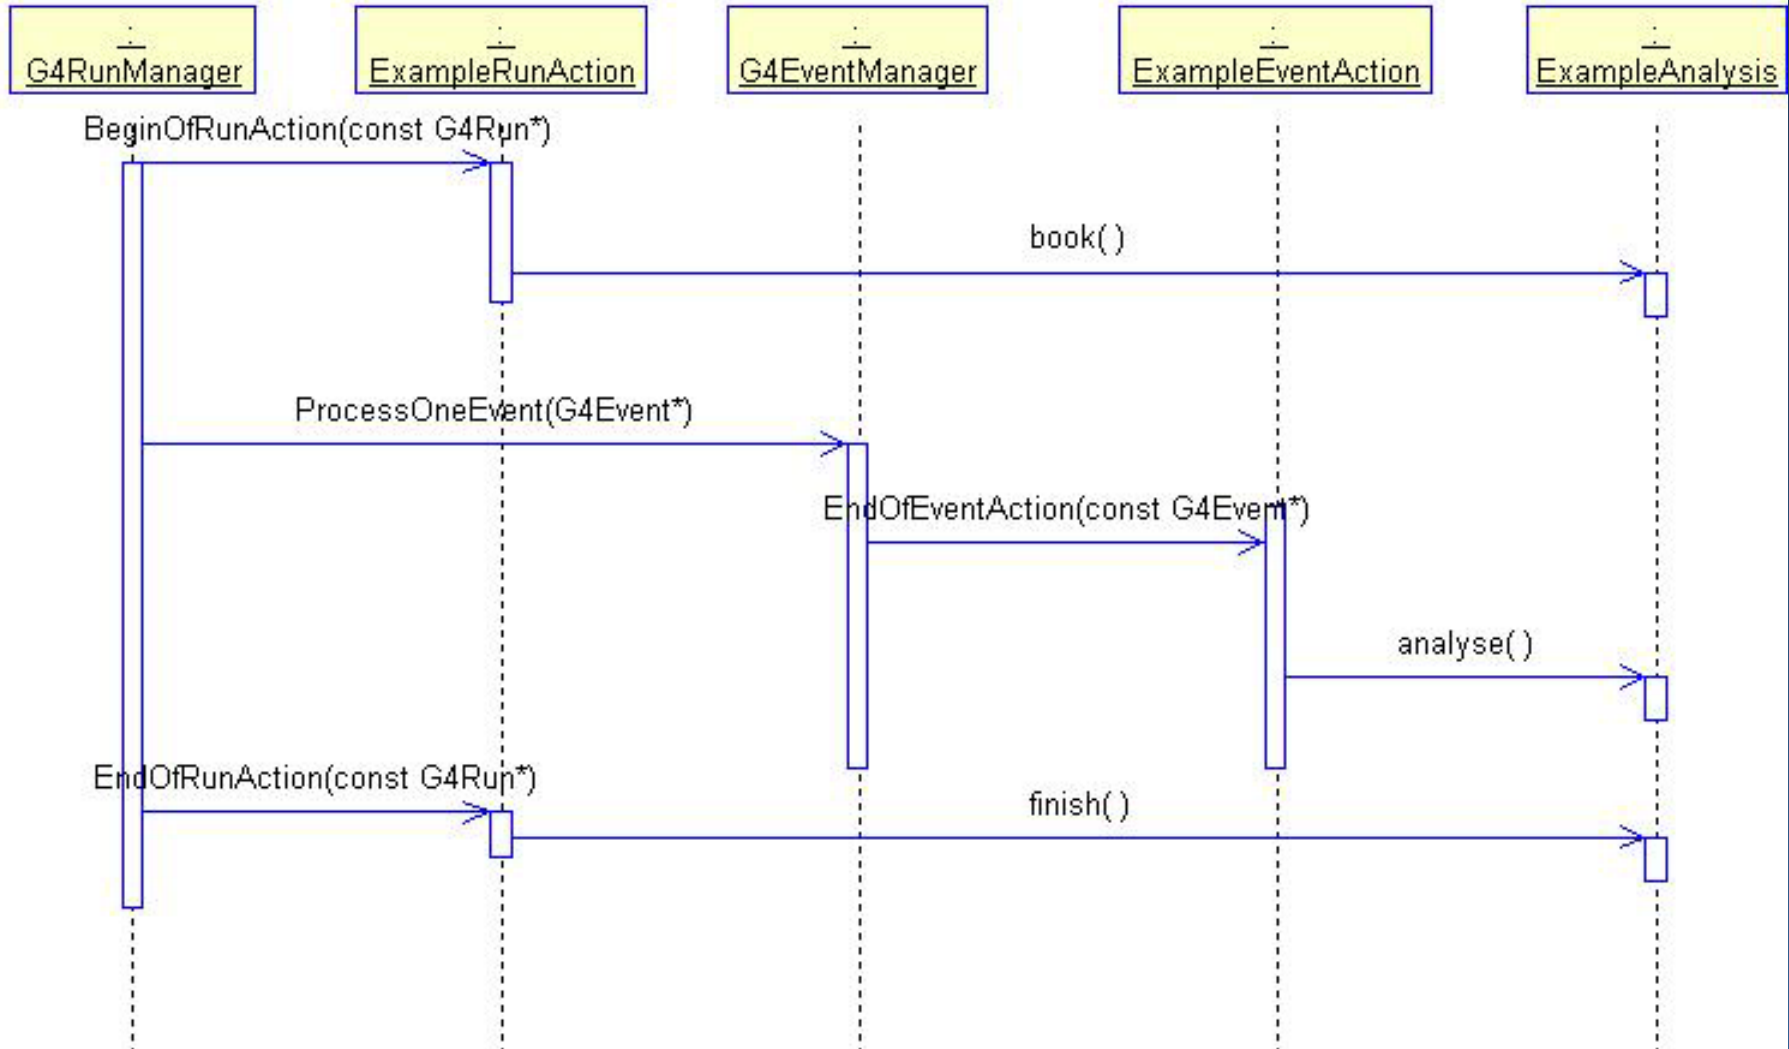 :
G4RunManager
:
ExampleRunAction
:
G4EventManager
:
ExampleEventAction
:
ExampleAnalysis
BeginOfRunAction(const G4Run*)
book( )
ProcessOneEvent(G4Event*)
EndOfEventAction(const G4Event*)
analyse( )
EndOfRunAction(const G4Run*)
finish( )